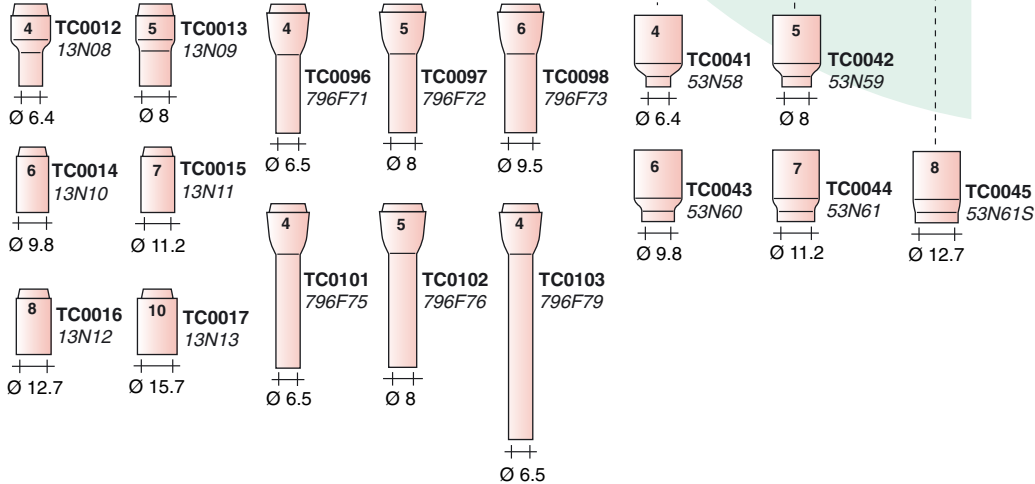 4
TC0012
13N08
Ø 6.4
5
TC0013
13N09
Ø 8
6
TC0014
13N10
Ø 9.8
7
TC0015
13N11
Ø 11.2
8
TC0016
13N12
Ø 12.7
10
TC0017
13N13
Ø 15.7
4
TC0096
796F71
Ø 6.5
5
TC0097
796F72
Ø 8
6
TC0098
796F73
Ø 9.5
4
TC0101
796F75
Ø 6.5
5
TC0102
796F76
Ø 8
4
TC0103
796F79
Ø 6.5
4
TC0041
53N58
Ø 6.4
5
TC0042
53N59
Ø 8
6
TC0043
53N60
Ø 9.8
7
TC0044
53N61
Ø 11.2
8
TC0045
53N61S
Ø 12.7